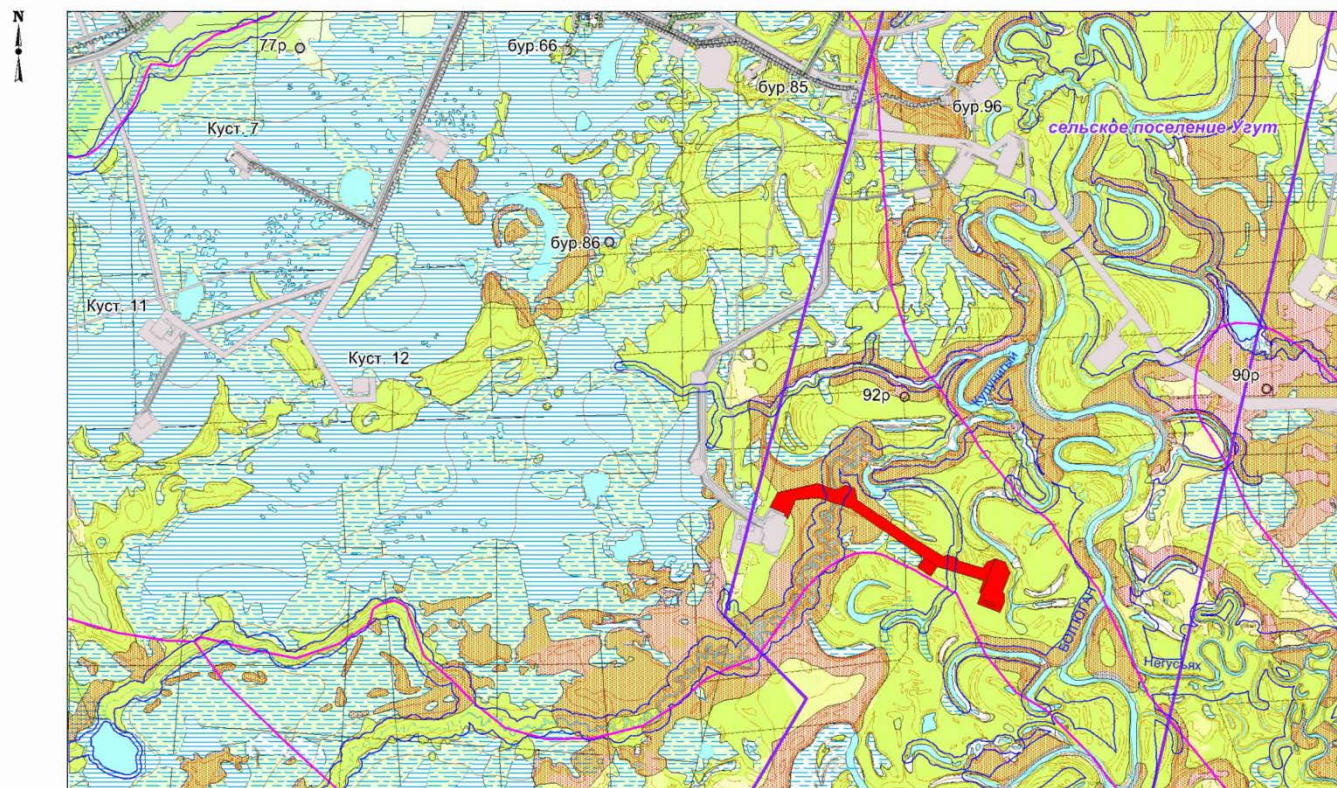 N
77р
бур.66
бур.85
бур.96
Куст. 7
сельское поселение Угут
бур.86
Куст. 11
Куст. 12
92р
90р
Негусъях